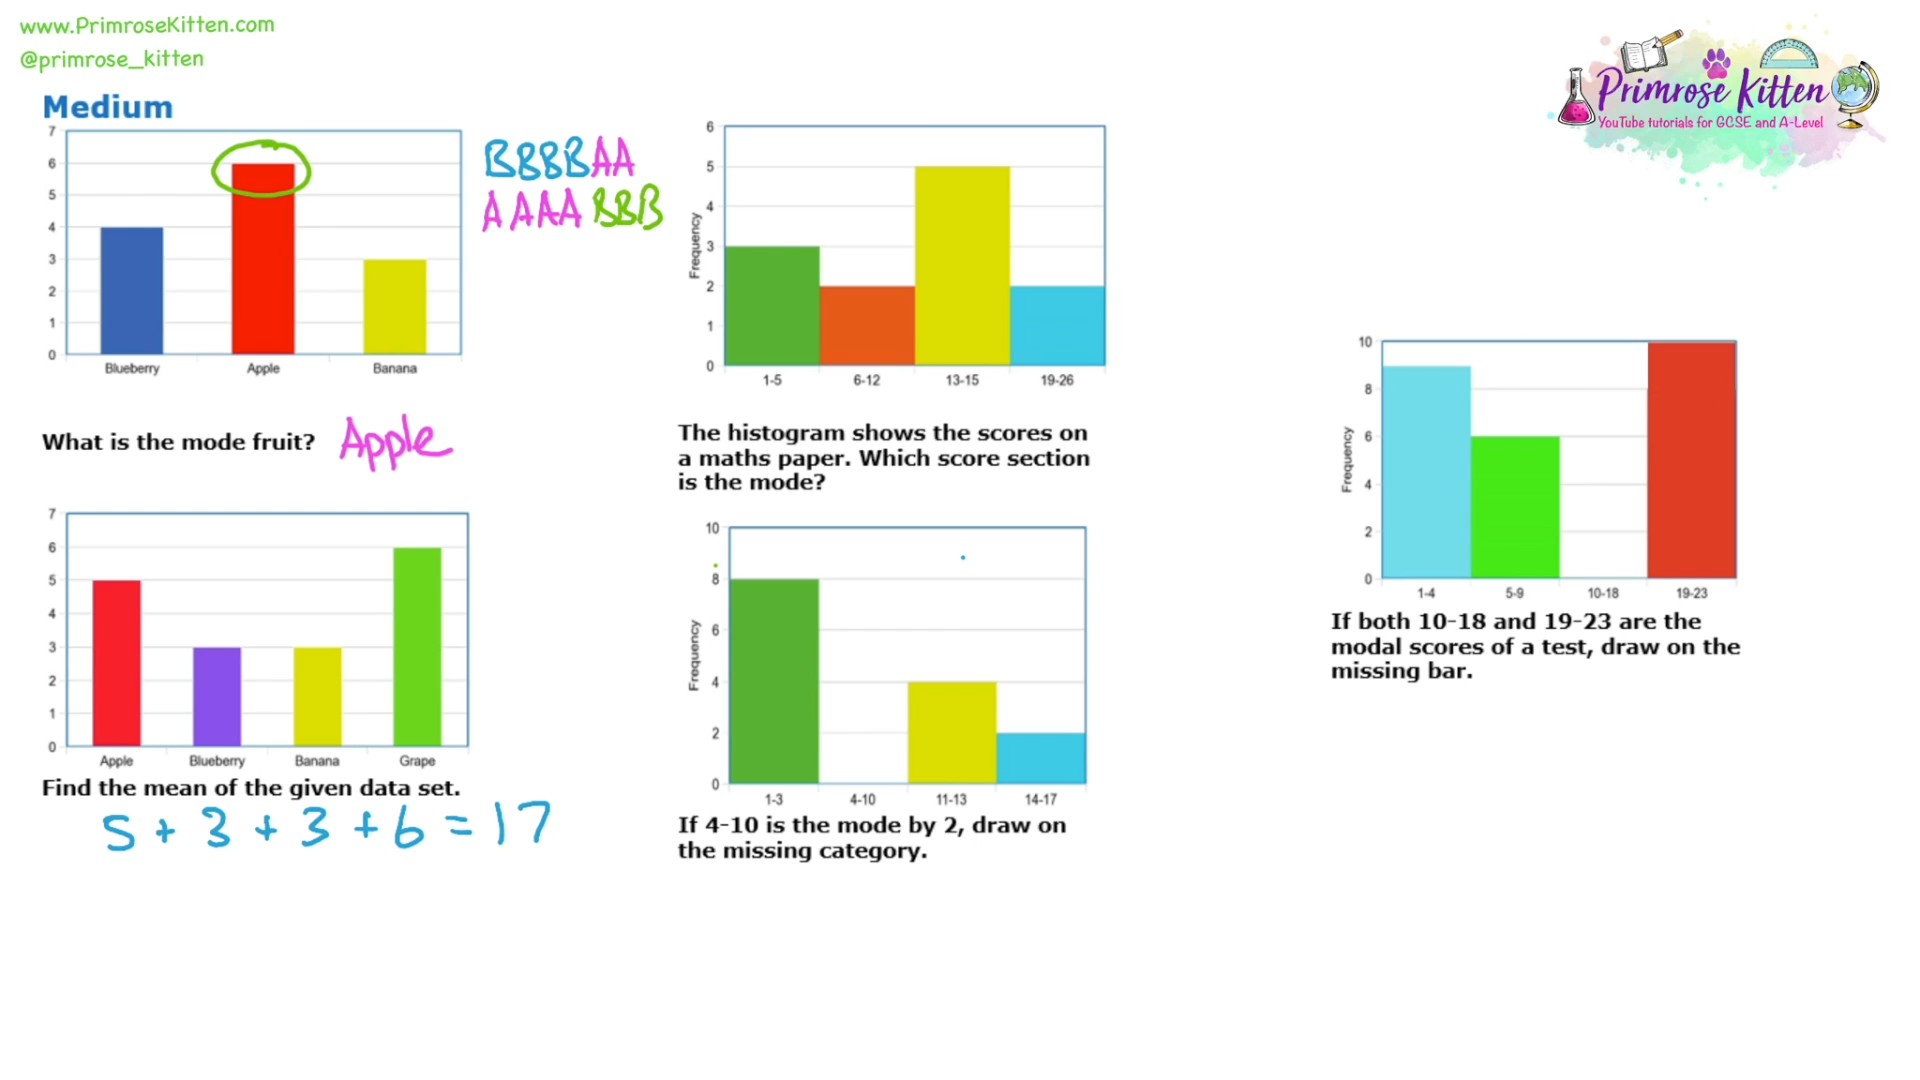 www.PrimroseKitten.com
@primrose_kitten
Primrose Kitten
YouTube tutorials for GCSE and A-Level
Medium
7
6
5
4
3
2
1
0
Blueberry Apple Banana
BBBBAA
AAAABBB
What is the mode fruit? Apple
7
6
5
4
3
2
1
0
Apple Blueberry Banana Grape
Find the mean of the given data set.
5 + 3 + 3 + 6 = 17
6
5
4
3
2
1
0
Frequency
1-5 6-12 13-15 19-26
The histogram shows the scores on
a maths paper. Which score section
is the mode?
10
8
6
4
2
0
Frequency
1-3 4-10 11-13 14-17
If 4-10 is the mode by 2, draw on
the missing category.
10
8
6
4
2
0
Frequency
1-4 5-9 10-18 19-23
If both 10-18 and 19-23 are the
modal scores of a test, draw on the
missing bar.